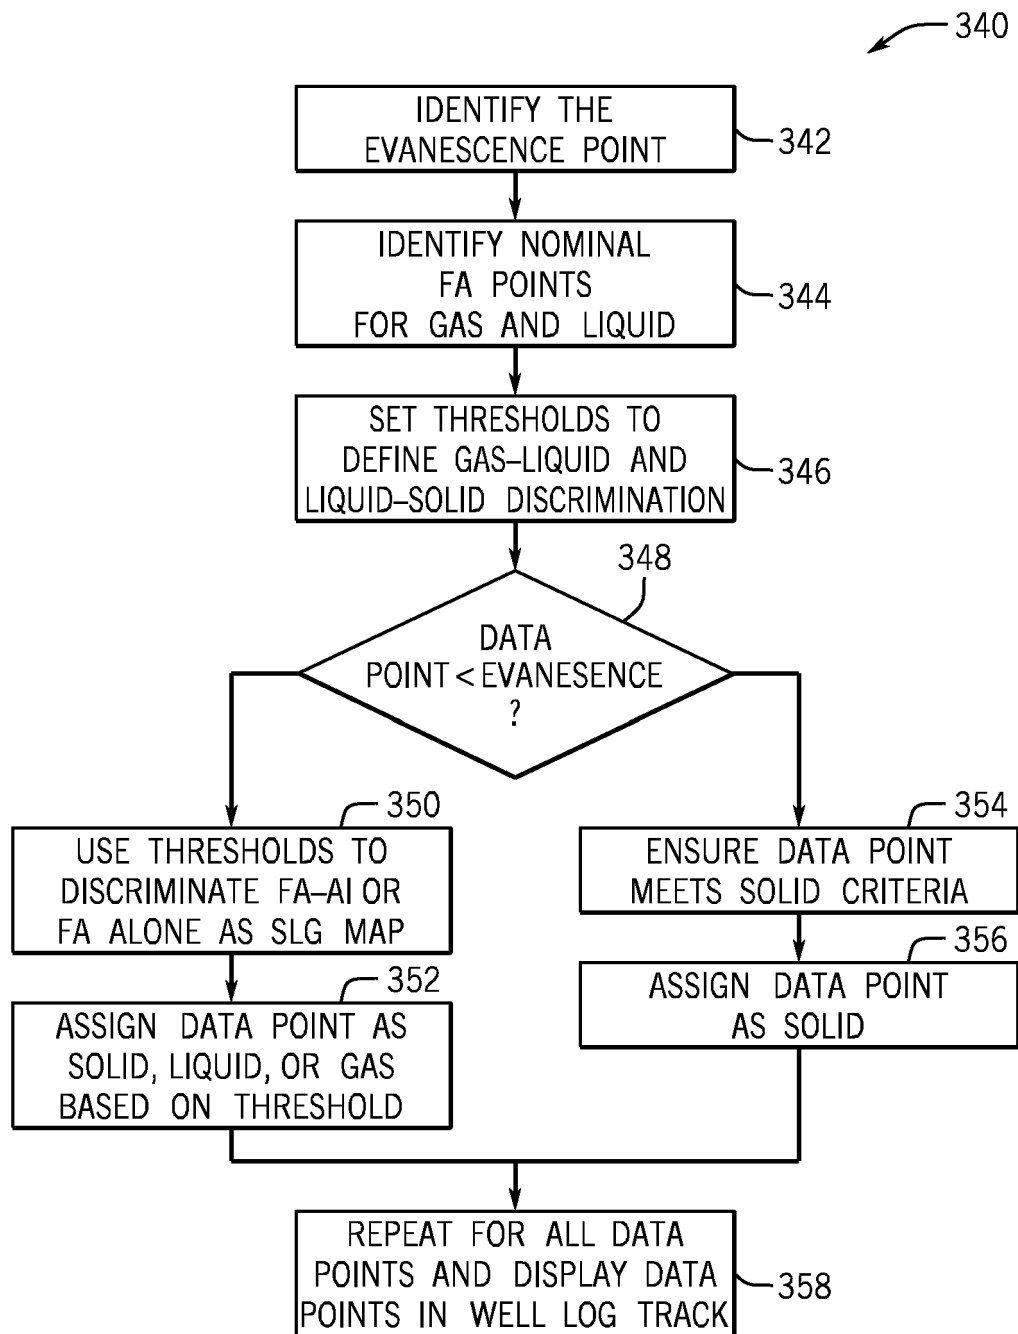 340
IDENTIFY THE
EVANESCENCE POINT
342
IDENTIFY NOMINAL
FA POINTS
FOR GAS AND LIQUID
344
SET THRESHOLDS TO
DEFINE GAS–LIQUID AND
LIQUID–SOLID DISCRIMINATION
346
348
DATA
POINT < EVANESENCE
?
350
USE THRESHOLDS TO
DISCRIMINATE FA–AI OR
FA ALONE AS SLG MAP
352
ASSIGN DATA POINT AS
SOLID, LIQUID, OR GAS
BASED ON THRESHOLD
354
ENSURE DATA POINT
MEETS SOLID CRITERIA
356
ASSIGN DATA POINT
AS SOLID
REPEAT FOR ALL DATA
POINTS AND DISPLAY DATA
POINTS IN WELL LOG TRACK
358